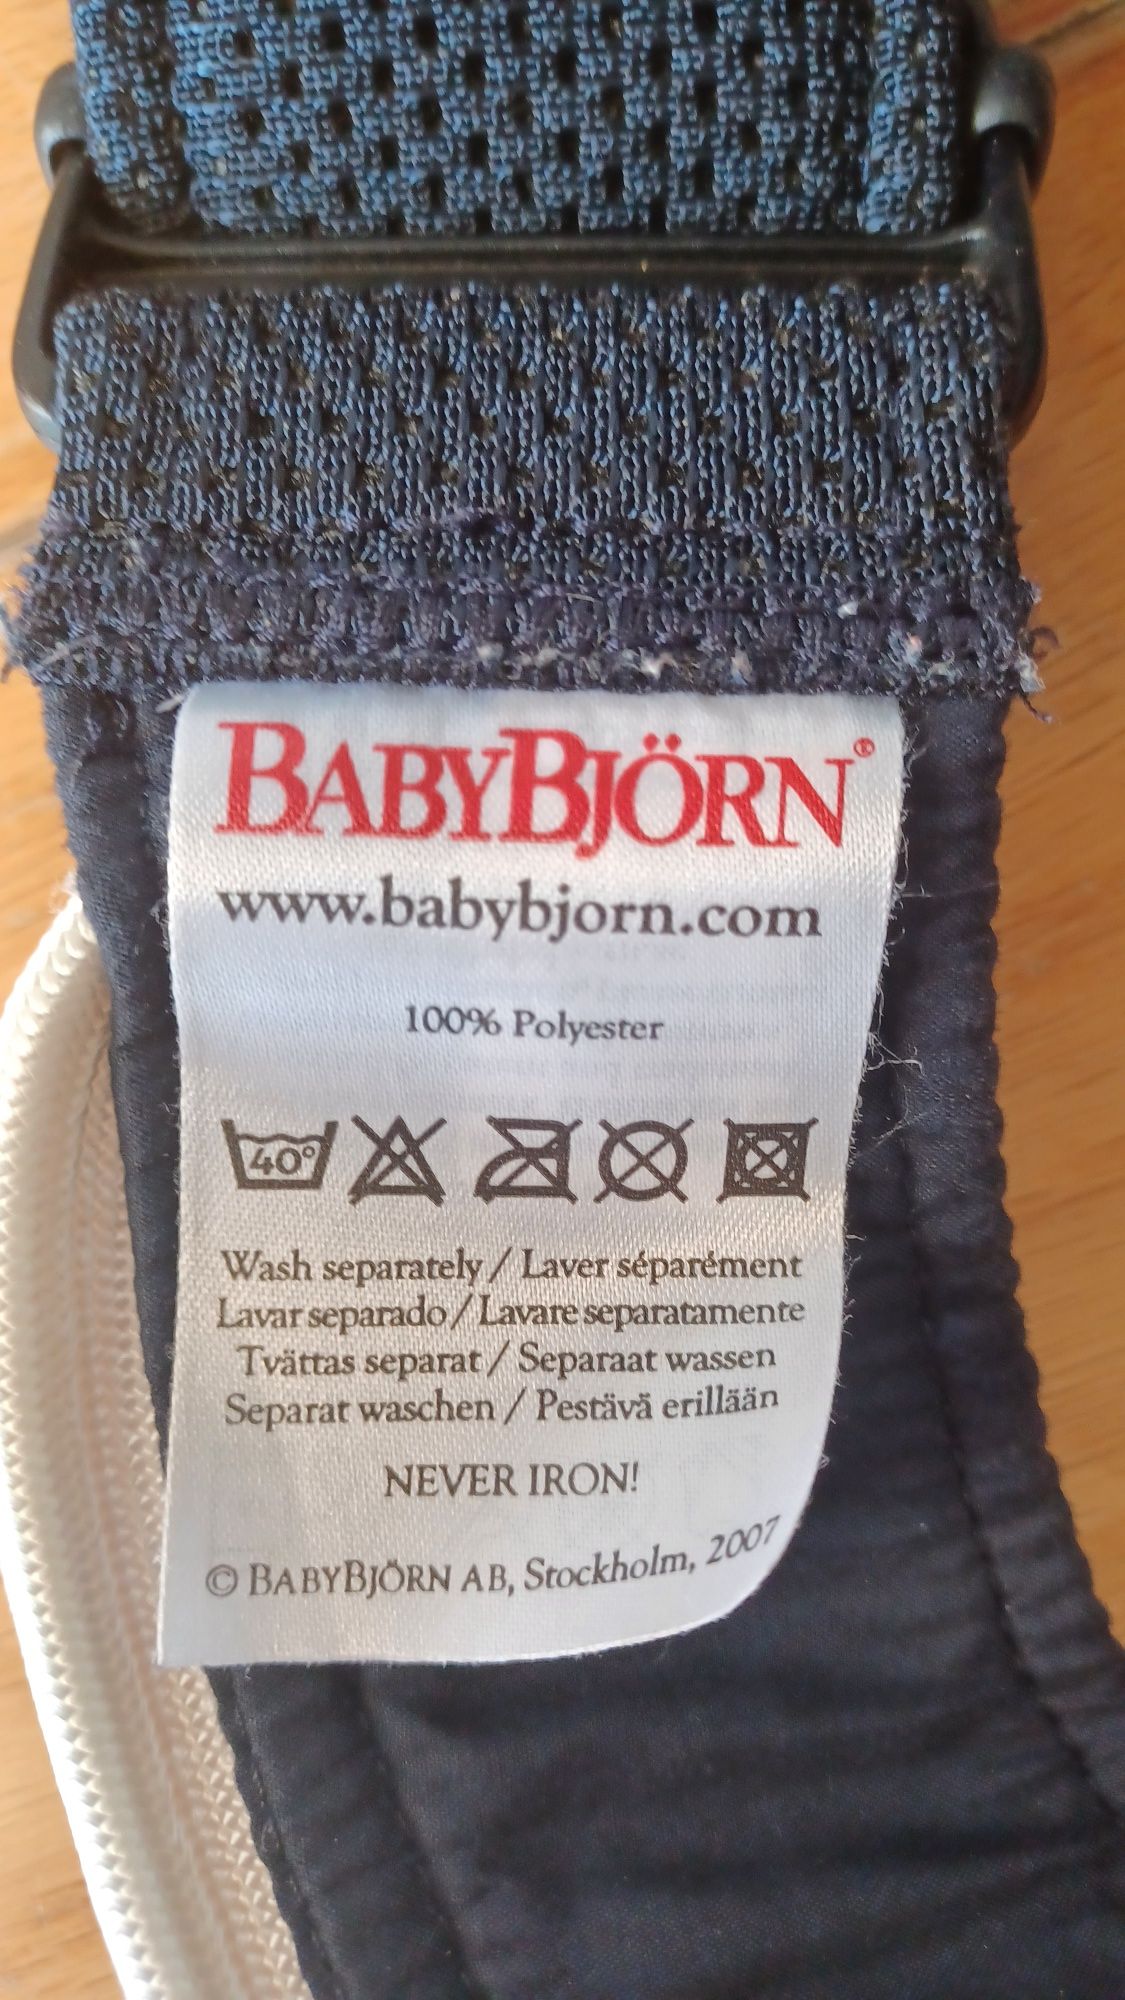 BABYBJÖRN®
www.babybjorn.com
100% Polyester
40°
Wash separately / Laver séparément
Lavar separado / Lavare separatamente
Tvättas separat / Separaat wassen
Separat waschen / Pestävä erillään
NEVER IRON!
© BABYBJÖRN AB, Stockholm, 2007